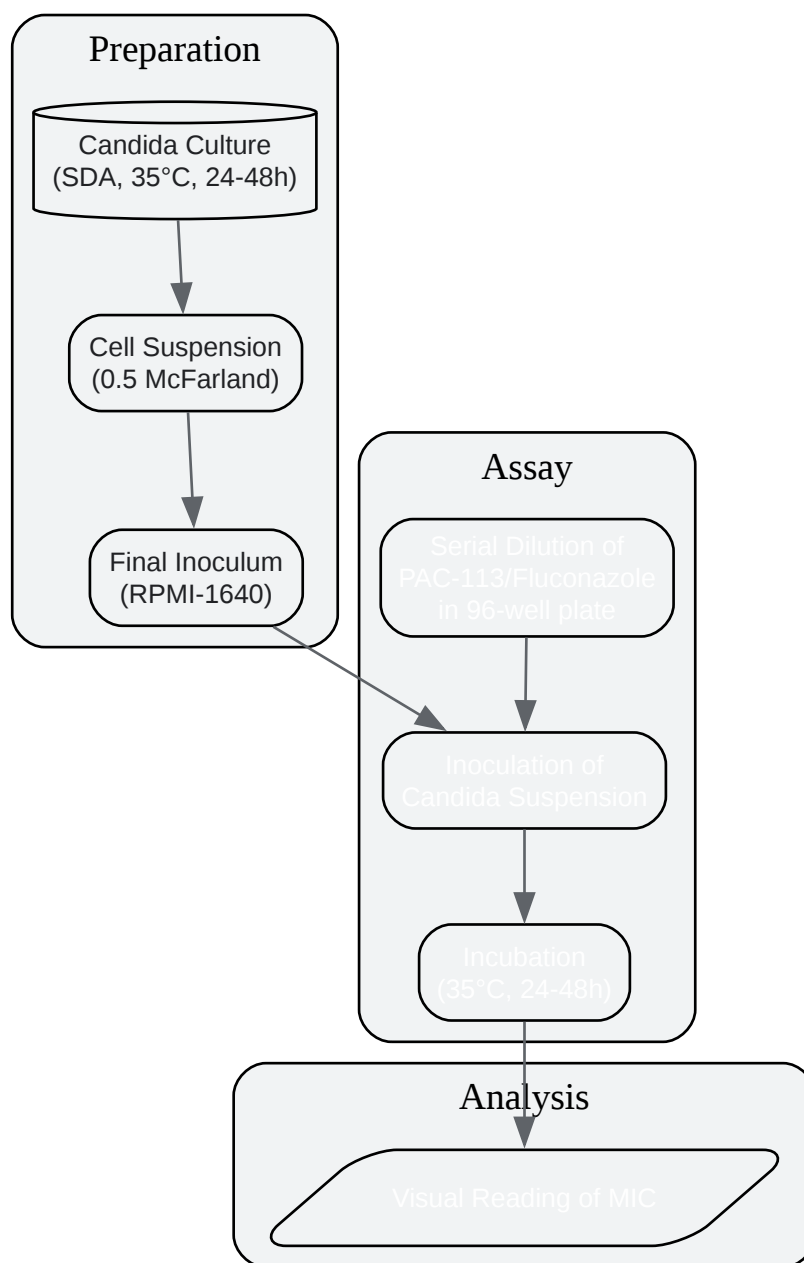 Preparation
Candida Culture
(SDA, 35°C, 24-48h)
Cell Suspension
(0.5 McFarland)
Final Inoculum
(RPMI-1640)
Assay
Serial Dilution of
PAC-113/Fluconazole
in 96-well plate
Inoculation of
Candida Suspension
Incubation
(35°C, 24-48h)
Analysis
Visual Reading of MIC